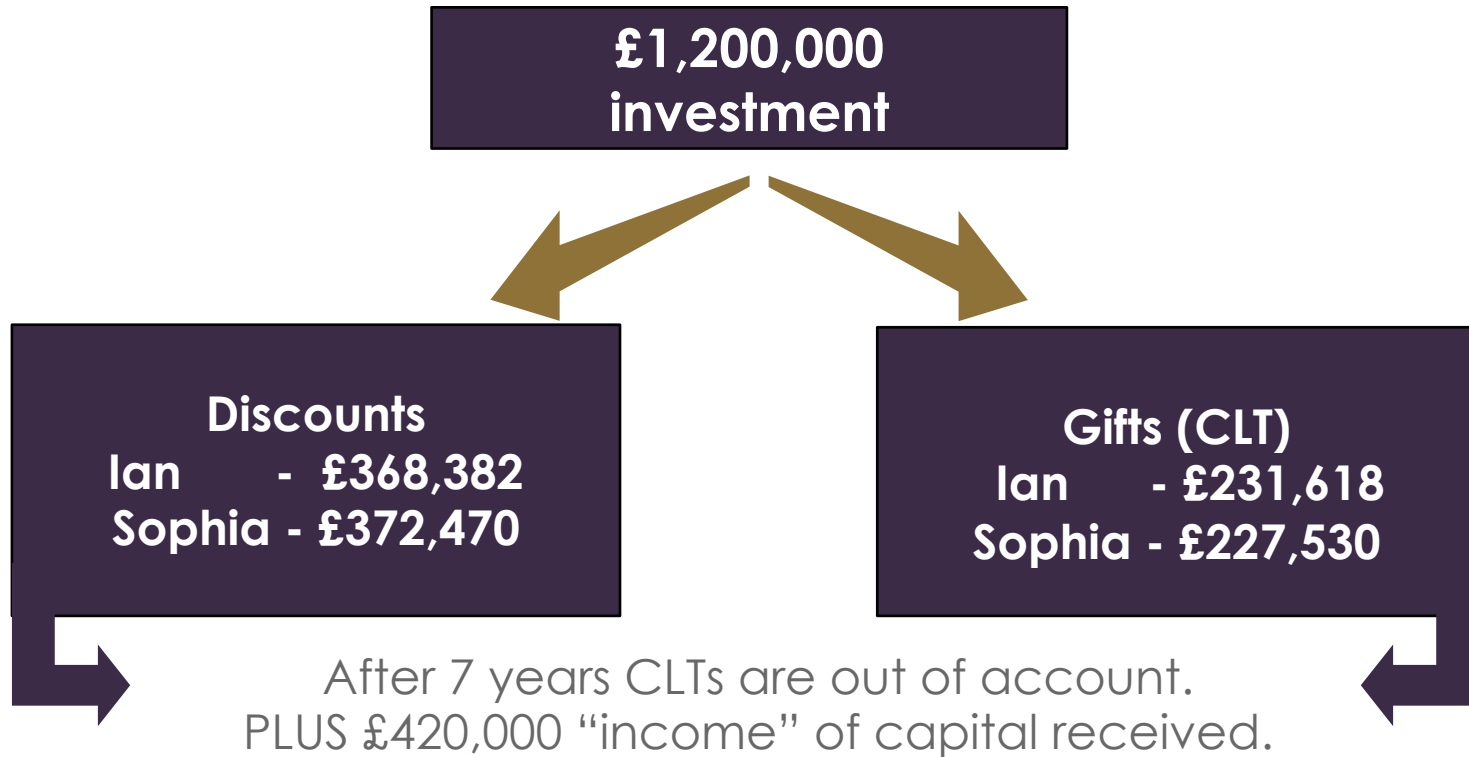 £1,200,000
investment
Discounts
Ian - £368,382
Sophia - £372,470
Gifts (CLT)
Ian - £231,618
Sophia - £227,530
After 7 years CLTs are out of account.
PLUS £420,000 “income” of capital received.